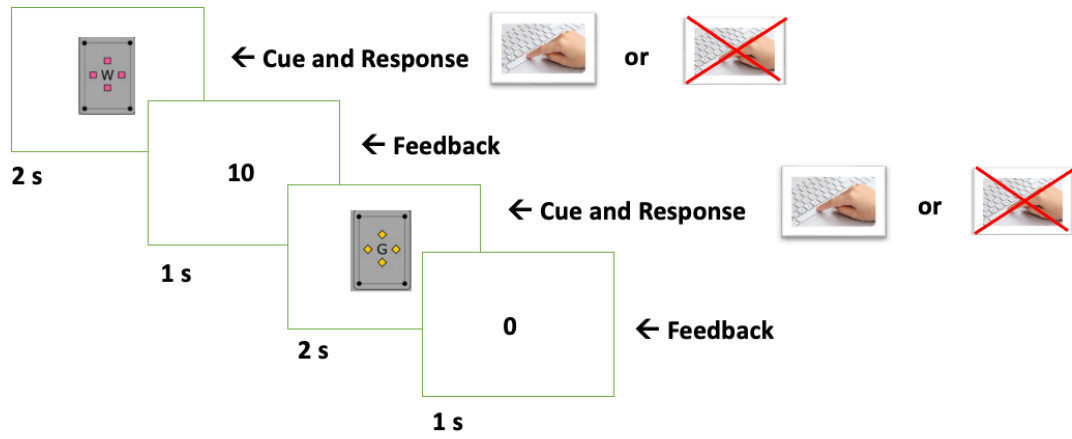 W
← Cue and Response
or
2 s
10
← Feedback
1 s
G
← Cue and Response
or
2 s
0
← Feedback
1 s